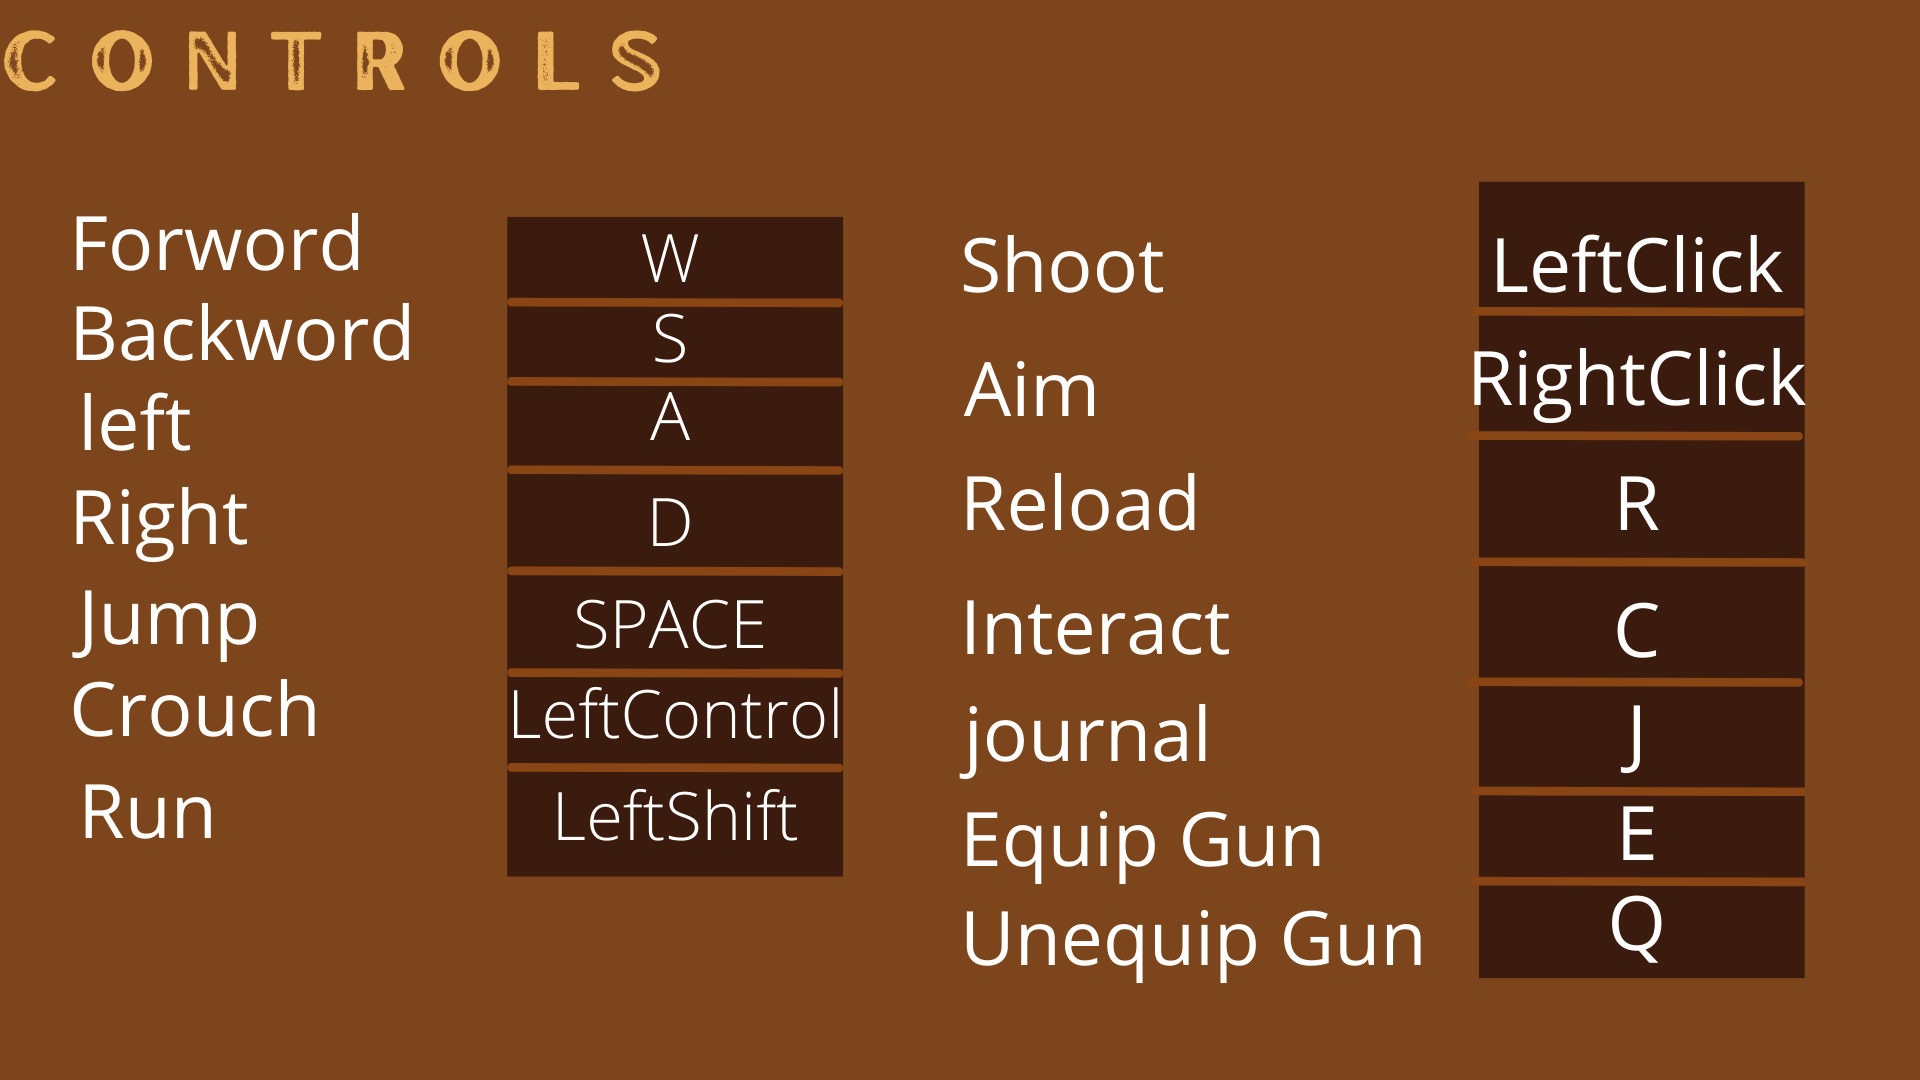 CONTROLS
Forword W
Backword S
left A
Right D
Jump SPACE
Crouch LeftControl
Run LeftShift
Shoot LeftClick
Aim RightClick
Reload R
Interact C
journal J
Equip Gun E
Unequip Gun Q